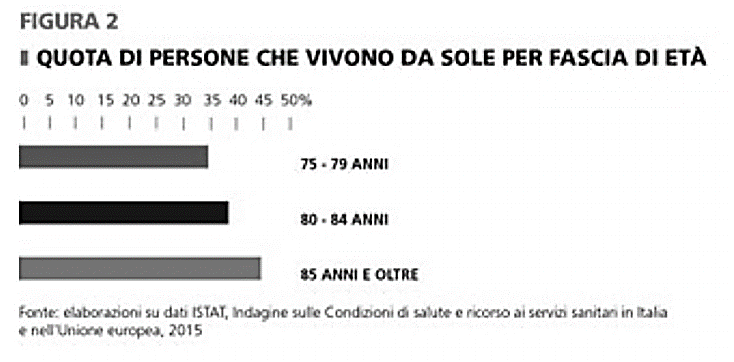 FIGURA 2
QUOTA DI PERSONE CHE VIVONO DA SOLE PER FASCIA DI ETÀ
0 5 10 15 20 25 30 35 40 45 50%
75 - 79 ANNI
80 - 84 ANNI
85 ANNI E OLTRE
Fonte: elaborazioni su dati ISTAT, Indagine sulle Condizioni di salute e ricorso ai servizi sanitari in Italia
e nell'Unione europea, 2015